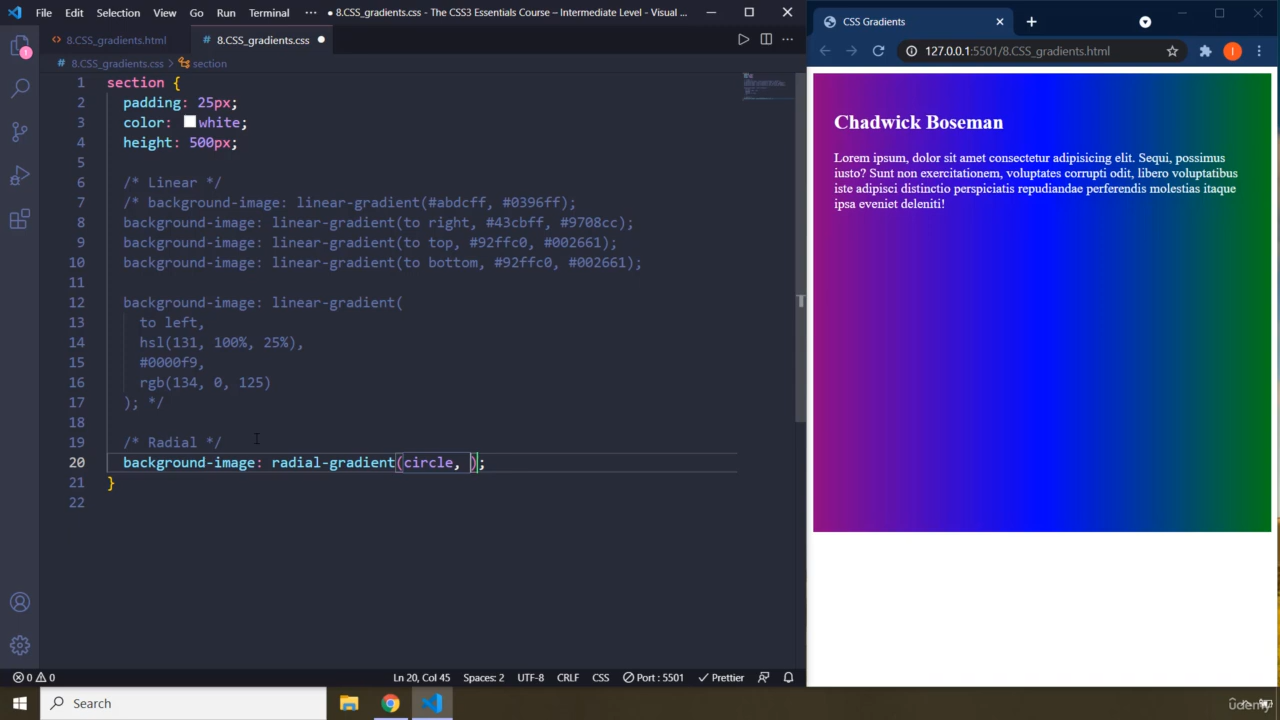 File Edit Selection View Go Run Terminal ··· ● 8.CSS_gradients.css - The CSS3 Essentials Course – Intermediate Level - Visual ...
8.CSS_gradients.html
# 8.CSS_gradients.css ●
# 8.CSS_gradients.css > section
1 section {
2 padding: 25px;
3 color: white;
4 height: 500px;
5
6 /* Linear */
7 /* background-image: linear-gradient(#abdcff, #0396ff);
8 background-image: linear-gradient(to right, #43cbff, #9708cc);
9 background-image: linear-gradient(to top, #92ffc0, #002661);
10 background-image: linear-gradient(to bottom, #92ffc0, #002661);
11
12 background-image: linear-gradient(
13 to left,
14 hsl(131, 100%, 25%),
15 #0000f9,
16 rgb(134, 0, 125)
17 ); */
18
19 /* Radial */
20 background-image: radial-gradient(circle, );
21 }
22
1
0 0 Ln 20, Col 45 Spaces: 2 UTF-8 CRLF CSS Port : 5501 Prettier
Search
CSS Gradients
127.0.0.1:5501/8.CSS_gradients.html
I
Chadwick Boseman
Lorem ipsum, dolor sit amet consectetur adipisicing elit. Sequi, possimus
iusto? Sunt non exercitationem, voluptates corrupti odit, libero voluptatibus
iste adipisci distinctio perspiciatis repudiandae perferendis molestias itaque
ipsa eveniet deleniti!
udemy